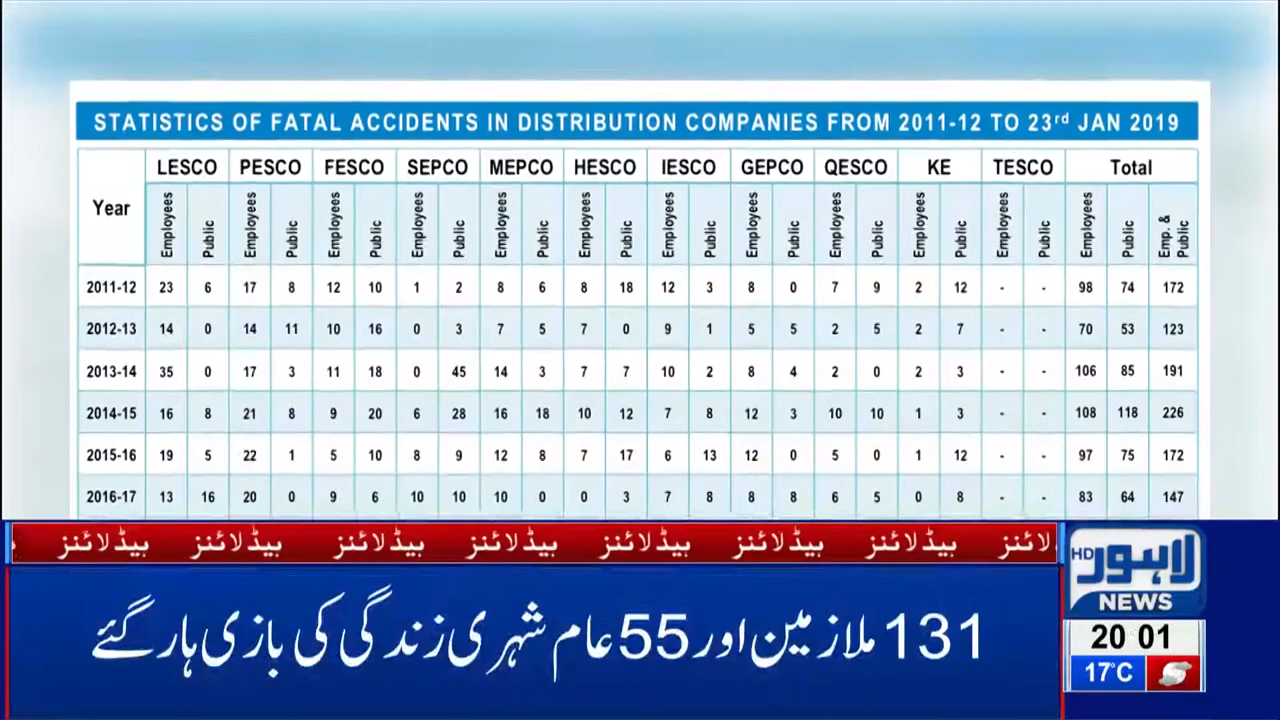 STATISTICS OF FATAL ACCIDENTS IN DISTRIBUTION COMPANIES FROM 2011-12 TO 23rd JAN 2019
Year LESCO PESCO FESCO SEPCO MEPCO HESCO IESCO GEPCO QESCO KE TESCO Total
Employees Public Employees Public Employees Public Employees Public Employees Public Employees Public Employees Public Employees Public Employees Public Employees Public Employees Public Employees Public Emp. & Public
2011-12 23 6 17 8 12 10 1 2 8 6 8 18 12 3 8 0 7 9 2 12 - - 98 74 172
2012-13 14 0 14 11 10 16 0 3 7 5 7 0 9 1 5 5 2 5 2 7 - - 70 53 123
2013-14 35 0 17 3 11 18 0 45 14 3 7 7 10 2 8 4 2 0 2 3 - - 106 85 191
2014-15 16 8 21 8 9 20 6 28 16 18 10 12 7 8 12 3 10 10 1 3 - - 108 118 226
2015-16 19 5 22 1 5 10 8 9 12 8 7 17 6 13 12 0 5 0 1 12 - - 97 75 172
2016-17 13 16 20 0 9 6 10 10 10 0 0 3 7 8 8 8 6 5 0 8 - - 83 64 147
ہیڈلائنز ہیڈلائنز ہیڈلائنز ہیڈلائنز ہیڈلائنز ہیڈلائنز ہیڈلائنز
131 ملازمین اور 55 عام شہری زندگی کی بازی ہار گئے
لاہور HD
NEWS
20 01
17°C